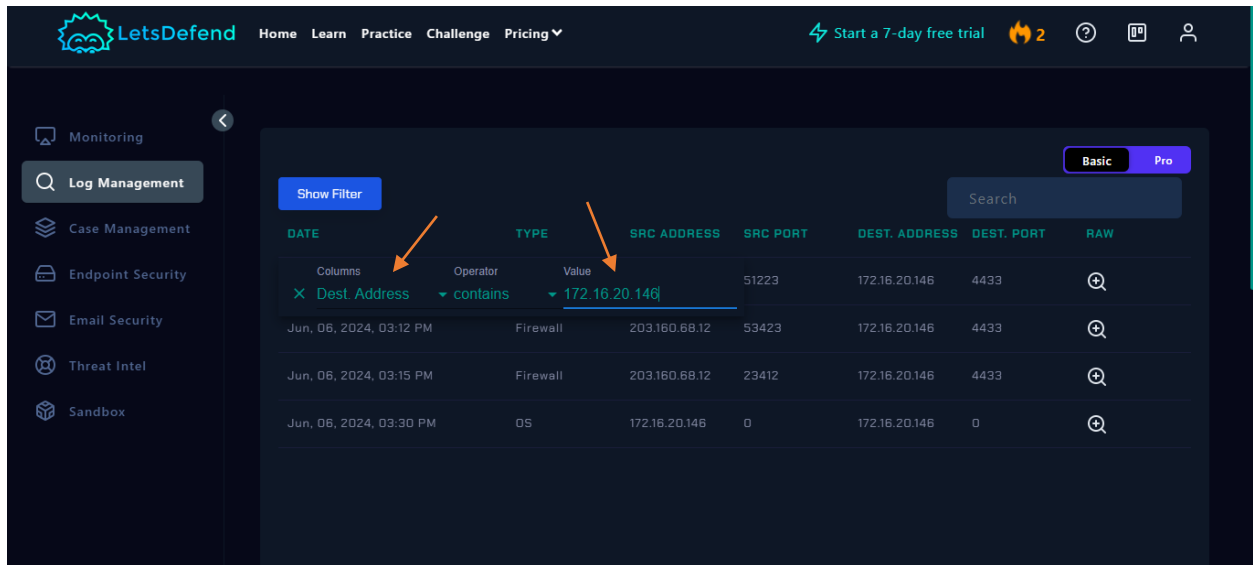 LetsDefend Home Learn Practice Challenge Pricing Start a 7-day free trial 2
Monitoring
Log Management
Case Management
Endpoint Security
Email Security
Threat Intel
Sandbox
Basic Pro
Show Filter Search
DATE TYPE SRC ADDRESS SRC PORT DEST. ADDRESS DEST. PORT RAW
Columns Operator Value
Dest. Address contains 172.16.20.146
51223 172.16.20.146 4433
Jun, 06, 2024, 03:12 PM Firewall 203.160.68.12 53423 172.16.20.146 4433
Jun, 06, 2024, 03:15 PM Firewall 203.160.68.12 23412 172.16.20.146 4433
Jun, 06, 2024, 03:30 PM OS 172.16.20.146 0 172.16.20.146 0